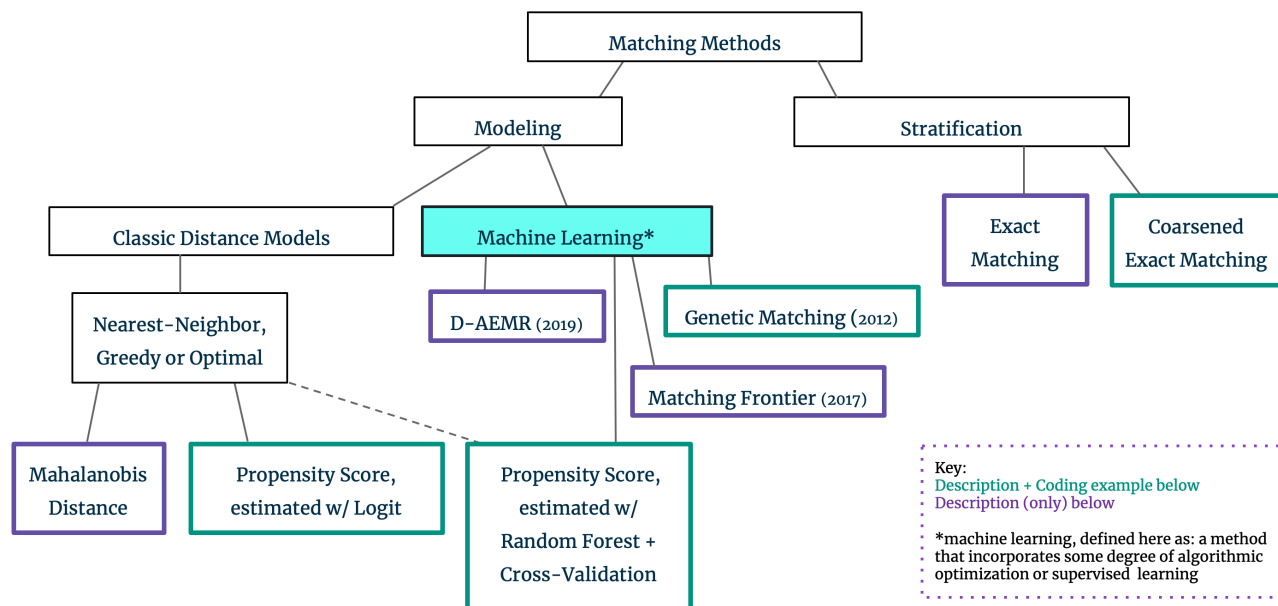 Matching Methods
Modeling
Stratification
Classic Distance Models
Machine Learning*
Exact
Matching
Coarsened
Exact Matching
Nearest-Neighbor,
Greedy or Optimal
D-AEMR (2019)
Genetic Matching (2012)
Matching Frontier (2017)
Mahalanobis
Distance
Propensity Score,
estimated w/ Logit
Propensity Score,
estimated w/
Random Forest +
Cross-Validation
Key:
Description + Coding example below
Description (only) below
*machine learning, defined here as: a method
that incorporates some degree of algorithmic
optimization or supervised learning